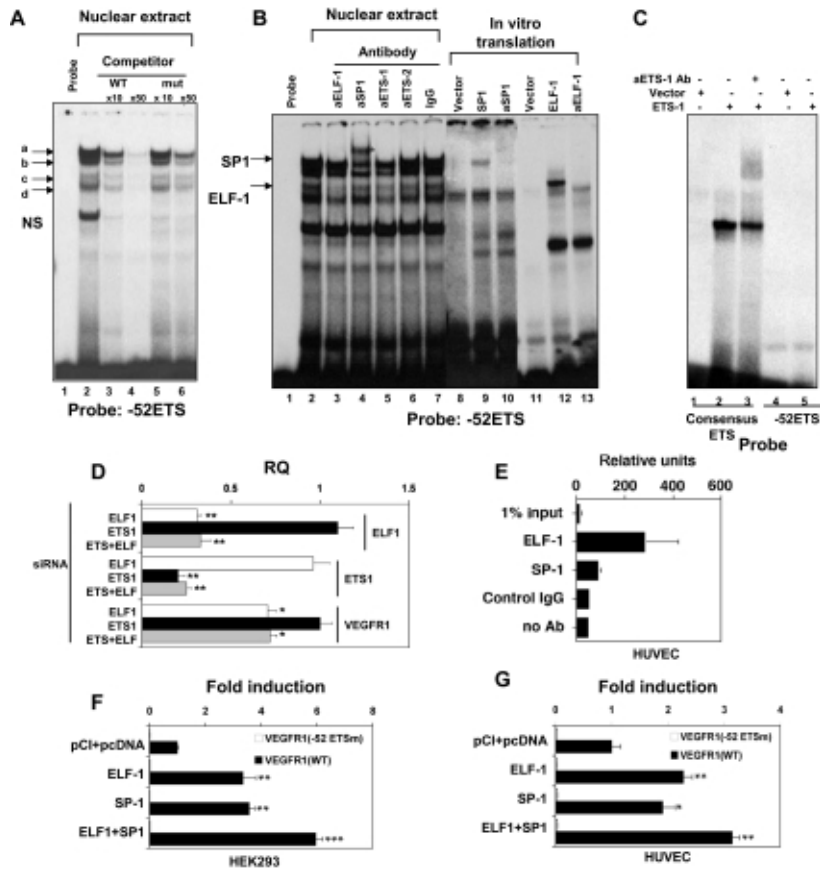 A
Nuclear extract
Competitor
Probe
WT
mut
x10
x50
x 10
x50
a
b
c
d
NS
1 2 3 4 5 6
Probe: -52ETS
B
Nuclear extract
Antibody
In vitro
translation
Probe
aELF-1
aSP1
aETS-1
aETS-2
IgG
Vector
SP1
aSP1
Vector
ELF-1
aELF-1
SP1
ELF-1
1 2 3 4 5 6 7 8 9 10 11 12 13
Probe: -52ETS
C
aETS-1 Ab - - + - -
Vector + - - + -
ETS-1 - + + - +
1 2 3 4 5
Consensus -52ETS
ETS Probe
D
RQ
0 0.5 1 1.5
siRNA
ELF1
ETS1
ETS+ELF
ELF1
ETS1
ETS+ELF
ELF1
ETS1
ETS+ELF
**
**
ELF1
**
**
ETS1
*
*
VEGFR1
E
Relative units
0 200 400 600
1% input
ELF-1
SP-1
Control IgG
no Ab
HUVEC
F
Fold induction
0 2 4 6 8
pCI+pcDNA
ELF-1
SP-1
ELF1+SP1
VEGFR1(-52 ETSm)
VEGFR1(WT)
**
**
***
HEK293
G
Fold induction
0 1 2 3 4
pCI+pcDNA
ELF-1
SP-1
ELF1+SP1
VEGFR1(-52 ETSm)
VEGFR1(WT)
**
*
**
HUVEC